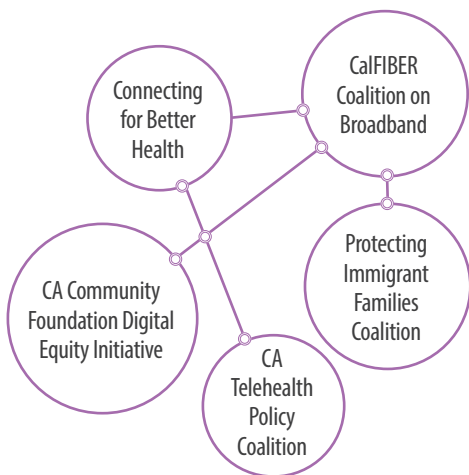 Connecting
for Better
Health
CalFIBER
Coalition on
Broadband
CA Community
Foundation Digital
Equity Initiative
Protecting
Immigrant
Families
Coalition
CA
Telehealth
Policy
Coalition